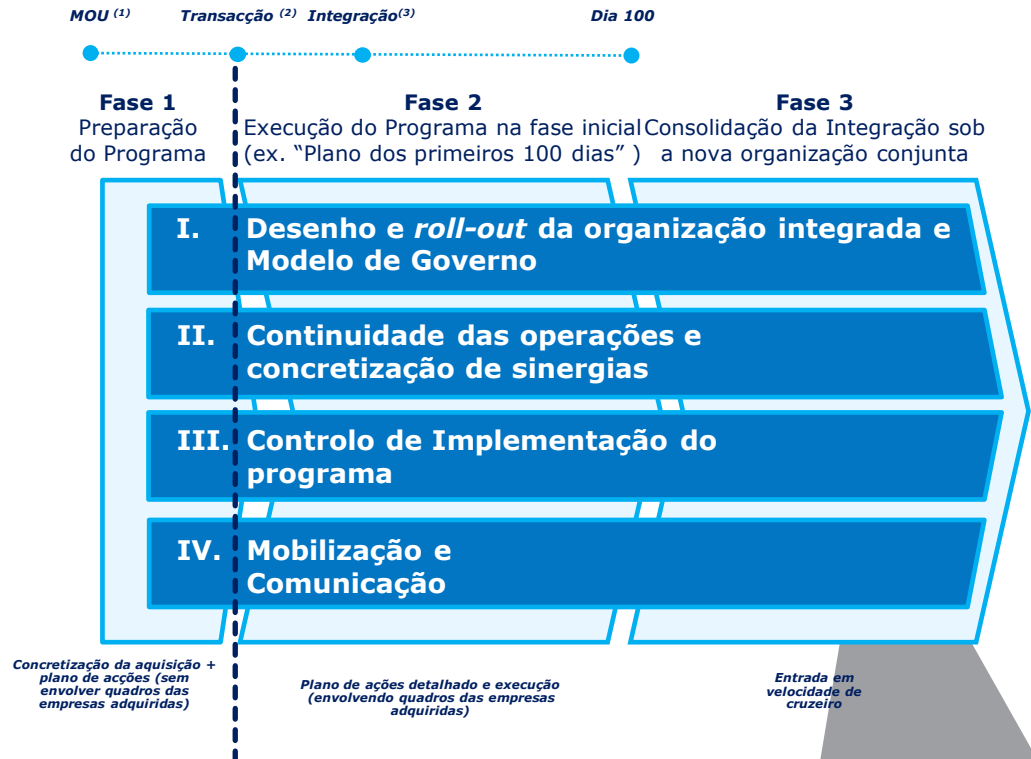 MOU (1) Transacção (2) Integração(3) Dia 100
Fase 1
Preparação
do Programa
Fase 2
Execução do Programa na fase inicial
(ex. “Plano dos primeiros 100 dias” )
Fase 3
Consolidação da Integração sob
a nova organização conjunta
I. Desenho e roll-out da organização integrada e
Modelo de Governo
II. Continuidade das operações e
concretização de sinergias
III. Controlo de Implementação do
programa
IV. Mobilização e
Comunicação
Concretização da aquisição +
plano de acções (sem
envolver quadros das
empresas adquiridas)
Plano de ações detalhado e execução
(envolvendo quadros das empresas
adquiridas)
Entrada em
velocidade de
cruzeiro